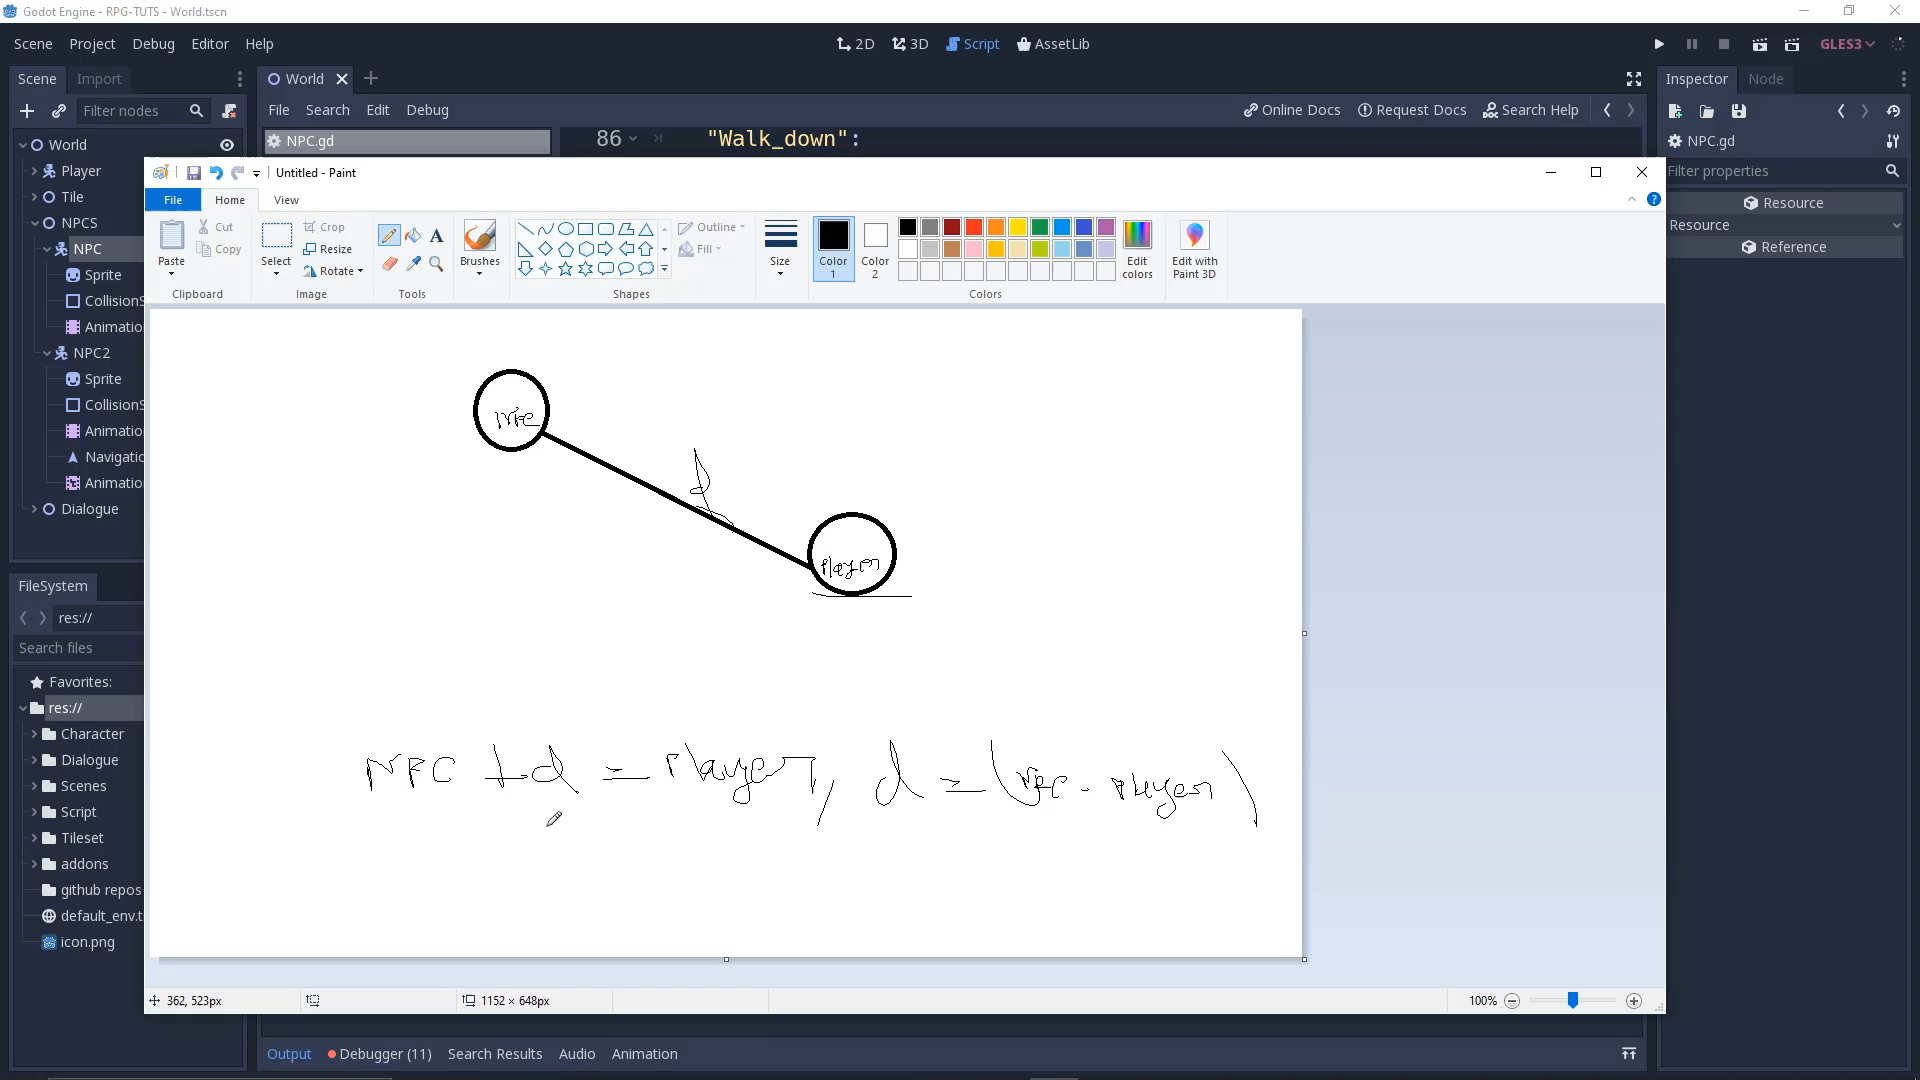 Godot Engine - RPG-TUTS - World.tscn
Scene Project Debug Editor Help
2D 3D Script AssetLib
GLES3
Scene Import
World
Inspector Node
Filter nodes
File Search Edit Debug
Online Docs Request Docs Search Help
NPC.gd
86 "Walk_down":
NPC.gd
Filter properties
Resource
Resource
Reference
World
Player
Tile
NPCS
NPC
Sprite
CollisionS
Animatio
NPC2
Sprite
CollisionS
Animatio
Navigatio
Animatio
Dialogue
FileSystem
res://
Search files
Favorites:
res://
Character
Dialogue
Scenes
Script
Tileset
addons
github repos
default_env.t
icon.png
Untitled - Paint
File Home View
Paste Cut Copy
Select Crop Resize Rotate
A
Brushes
Outline Fill
Size
Color 1 Color 2
Edit colors
Edit with Paint 3D
Clipboard Image Tools Shapes Colors
NPC
d
Player
NPC + d = Player, d = (NPC - Player)
362, 523px
1152 × 648px
100%
Output Debugger (11) Search Results Audio Animation